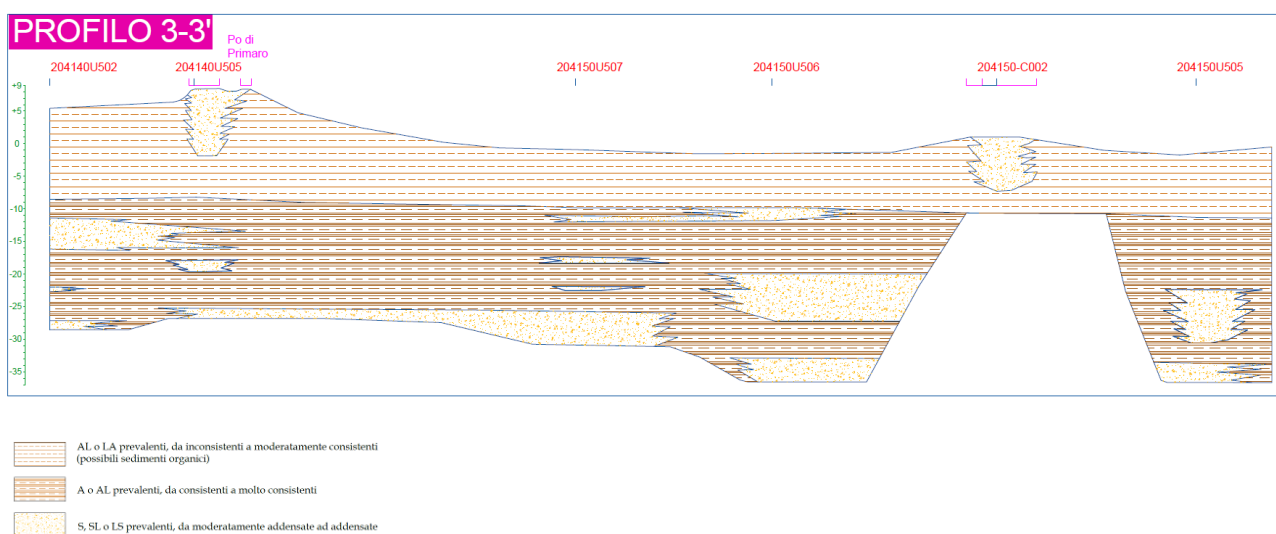 PROFILO 3-3'
Po di
Primaro
204140U502
204140U505
204150U507
204150U506
204150-C002
204150U505
+9
+5
0
-5
-10
-15
-20
-25
-30
-35
AL o LA prevalenti, da inconsistenti a moderatamente consistenti
(possibili sedimenti organici)
A o AL prevalenti, da consistenti a molto consistenti
S, SL o LS prevalenti, da moderatamente addensate ad addensate